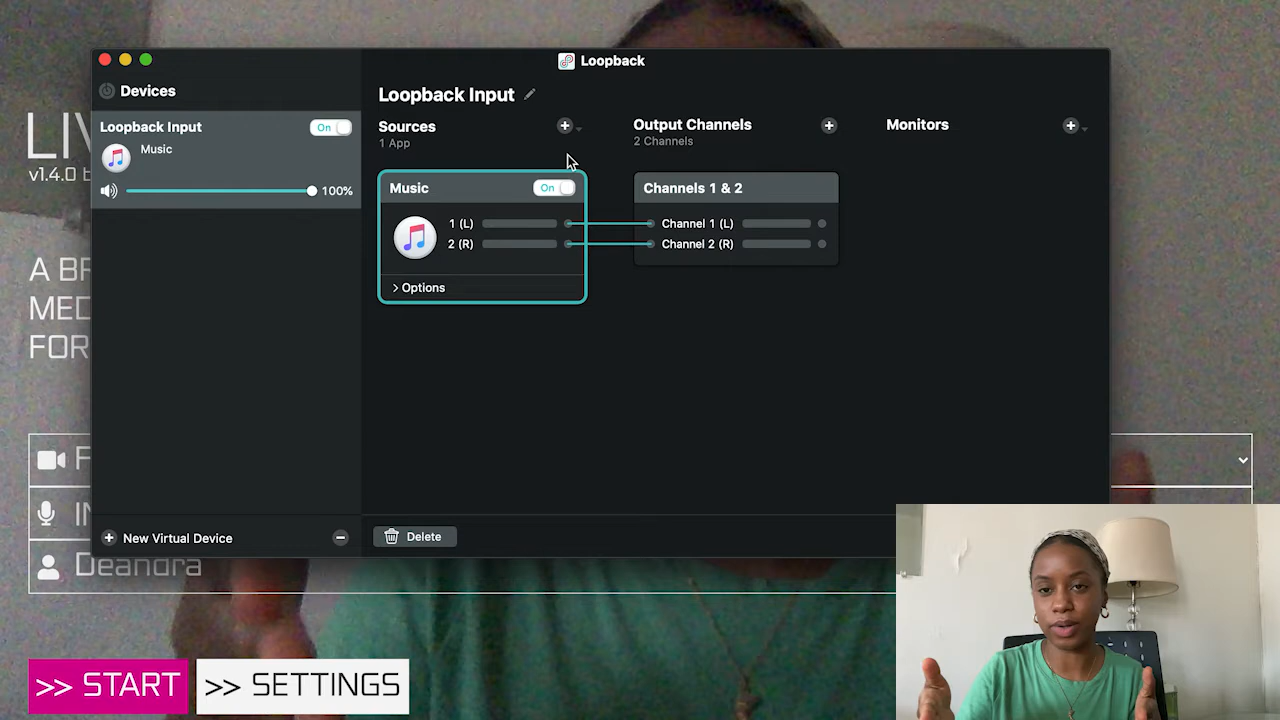 Loopback
Devices
Loopback Input
On
Music
100%
New Virtual Device
Loopback Input
Sources
1 App
Music
On
1 (L)
2 (R)
Options
Output Channels
2 Channels
Channels 1 & 2
Channel 1 (L)
Channel 2 (R)
Monitors
Delete
v1.4.0
FOR
Deandra
>> START
>> SETTINGS